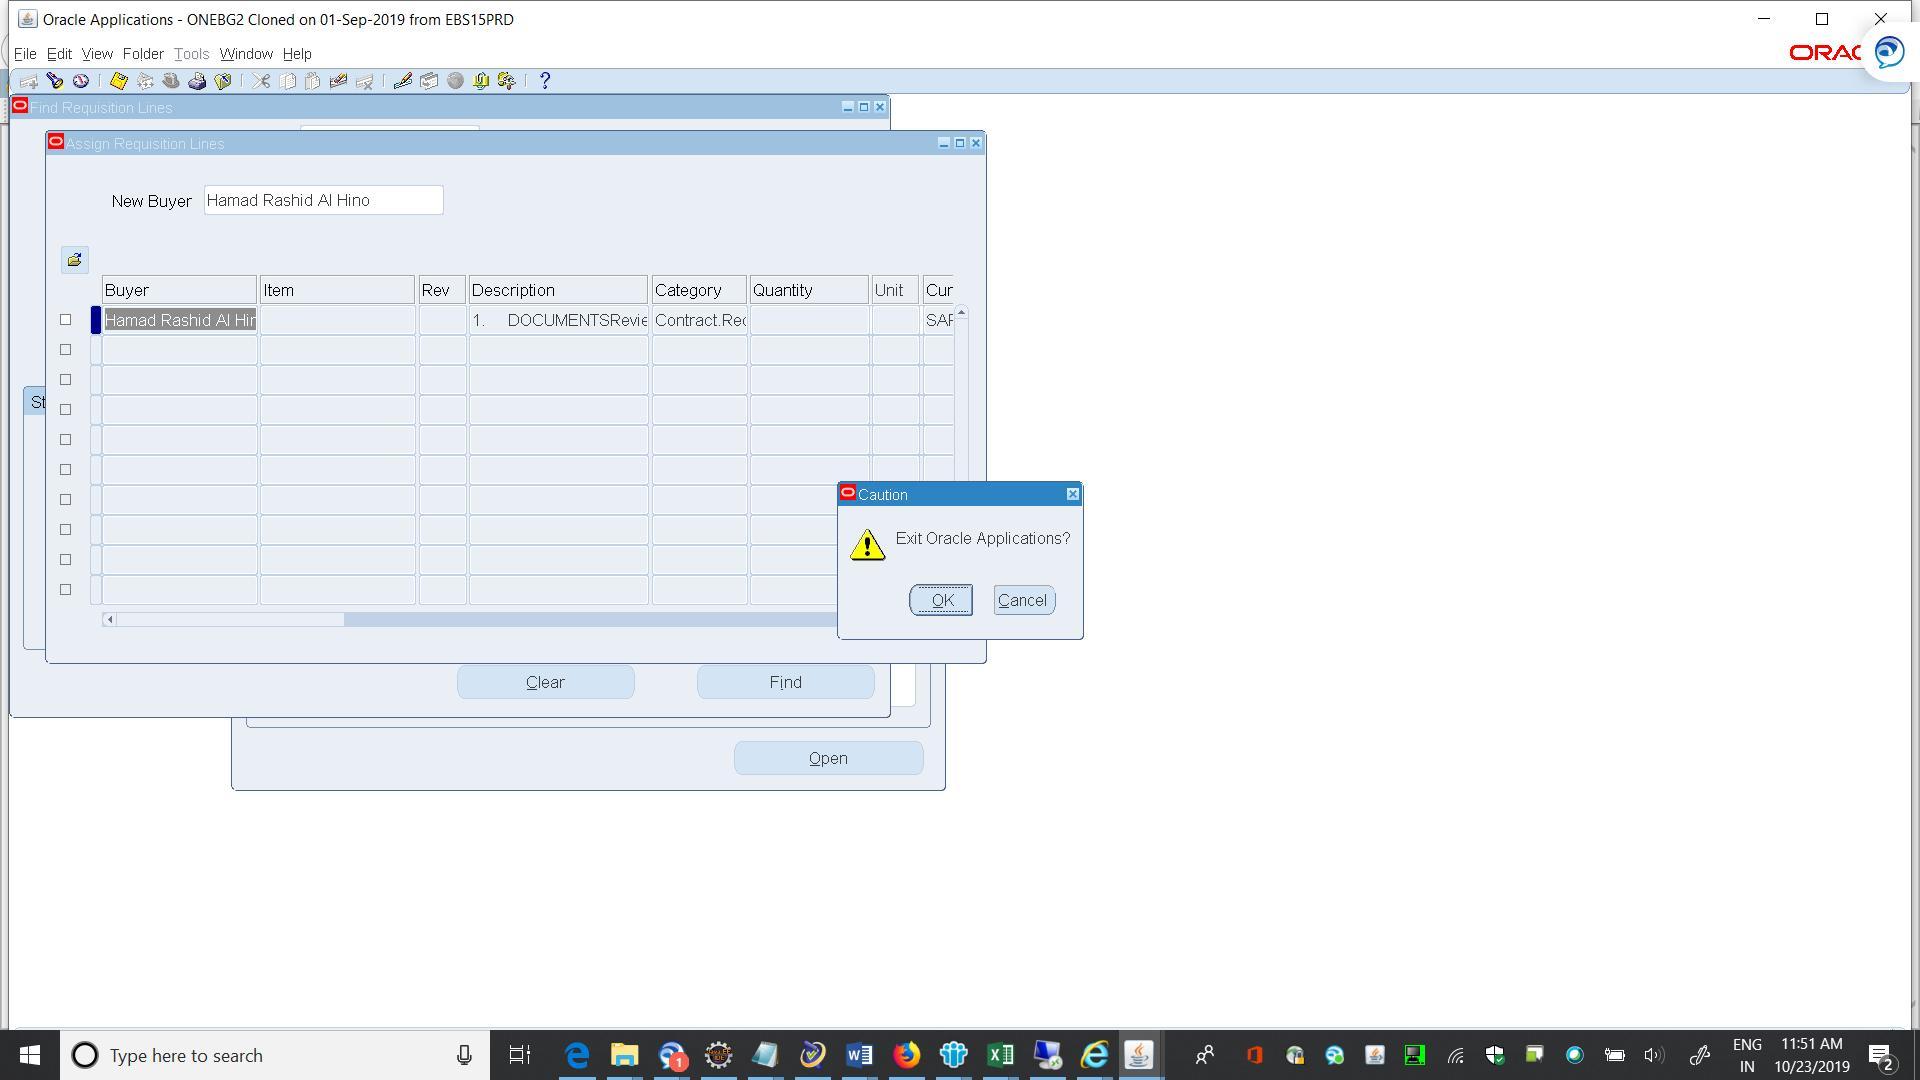 Oracle Applications - ONEBG2 Cloned on 01-Sep-2019 from EBS15PRD
File Edit View Folder Tools Window Help
Find Requisition Lines
Assign Requisition Lines
New Buyer Hamad Rashid Al Hino
Buyer Item Rev Description Category Quantity Unit Cur
Hamad Rashid Al Hir 1. DOCUMENTSRevie Contract.Rec SAR
St
Caution
Exit Oracle Applications?
OK Cancel
Clear Find
Open
Type here to search
1
ENG 11:51 AM
IN 10/23/2019
2